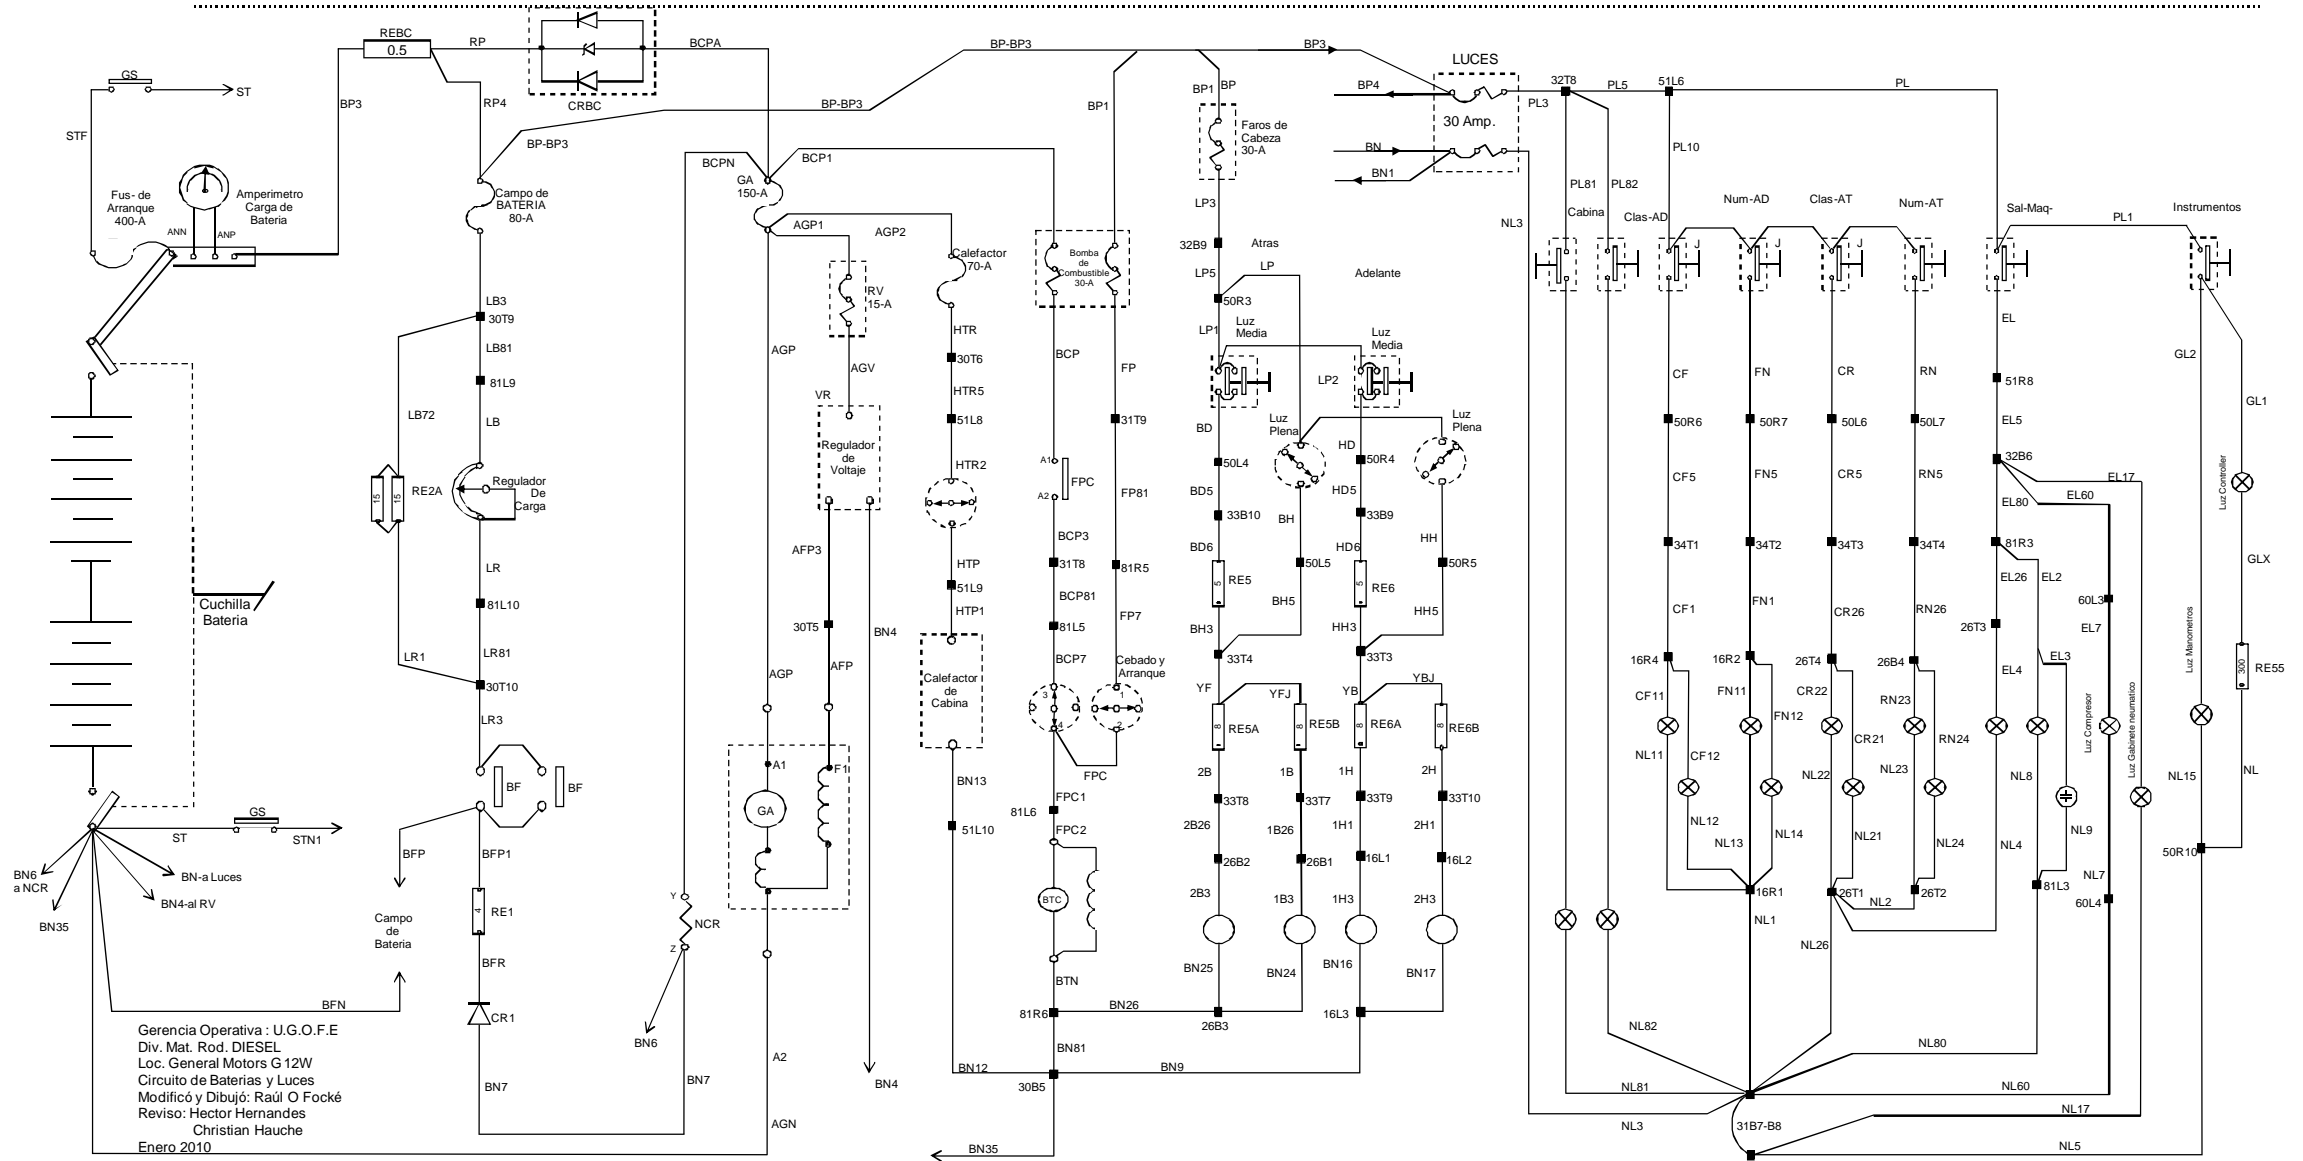 REBC
0.5
RP
BCPA
CRBC
BP-BP3
BP3
LUCES
GS
ST
BP3
RP4
BP-BP3
BP1
BP1
BP
BP4
PL3
32T8
PL5
51L6
PL
STF
BP-BP3
Faros de
Cabeza
30-A
30 Amp.
BN
BN1
PL10
BCPN
BCP1
GA
150-A
PL81
PL82
Fus- de
Arranque
400-A
Amperimetro
Carga de
Bateria
ANN
ANP
Campo de
BATERIA
80-A
AGP1
AGP2
LP3
NL3
Cabina
Clas-AD
Num-AD
Clas-AT
Num-AT
Sal-Maq-
PL1
Instrumentos
32B9
Atras
Calefactor
70-A
Bomba
de
Combustible
30-A
LP5
LP
Adelante
J
J
J
RV
15-A
LB3
30T9
50R3
LP1
Luz
Media
Luz
Media
HTR
30T6
AGP
BCP
FP
EL
GL2
LB81
81L9
AGV
HTR5
LP2
CF
FN
CR
RN
51R8
GL1
VR
LB72
LB
51L8
31T9
BD
Luz
Plena
HD
Luz
Plena
50R6
50R7
50L6
50L7
EL5
Regulador
de
Voltaje
HTR2
A1
FPC
A2
50L4
50R4
32B6
EL17
EL60
EL80
Luz Controller
15
15
RE2A
Regulador
De
Carga
FP81
BD5
HD5
CF5
FN5
CR5
RN5
33B10
BH
33B9
HH
BCP3
BD6
HD6
34T1
34T2
34T3
34T4
81R3
AFP3
HTP
LR
31T8
81R5
5
RE5
50L5
5
RE6
50R5
EL26
EL2
GLX
51L9
Cuchilla
Bateria
81L10
BCP81
BH5
HH5
CF1
FN1
CR26
RN26
60L3
30T5
BN4
HTP1
81L5
FP7
BH3
HH3
26T3
EL7
LR1
LR81
30T10
AFP
AGP
BCP7
Cebado y
Arranque
33T4
33T3
16R4
16R2
26T4
26B4
EL4
EL3
Luz Manometros
300
RE55
Calefactor
de
Cabina
3
4
1
2
YF
YFJ
YB
YBJ
CF11
FN11
CR22
RN23
LR3
8
RE5A
8
RE5B
8
RE6A
8
RE6B
FN12
Luz Compresor
Luz Gabinete neumatico
FPC
NL11
CF12
CR21
RN24
BF
BF
A1
F1
GA
BN13
2B
1B
1H
2H
NL22
NL23
NL8
NL15
NL
FPC1
33T8
33T7
33T9
33T10
81L6
GS
ST
STN1
51L10
FPC2
2B26
1B26
1H1
2H1
NL12
NL13
NL14
NL21
NL24
NL4
NL9
BFP
BFP1
26B2
26B1
16L1
16L2
50R10
BN6
a NCR
BN-a Luces
BN4-al RV
BN35
NL7
81L3
60L4
16R1
26T1
NL2
26T2
4
RE1
Y
NCR
Z
BTC
2B3
1B3
1H3
2H3
Campo
de
Bateria
NL1
NL26
BFR
BN25
BN24
BN16
BN17
BTN
BFN
CR1
BN26
81R6
26B3
16L3
NL82
BN6
BN81
NL80
A2
BN12
BN9
30B5
BN4
BN7
BN7
NL81
NL60
AGN
NL3
31B7-B8
NL17
NL5
BN35
Gerencia Operativa : U.G.O.F.E
Div. Mat. Rod. DIESEL
Loc. General Motors G12W
Circuito de Baterias y Luces
Modificó y Dibujó: Raúl O Focké
Reviso: Hector Hernandes
Christian Hauche
Enero 2010